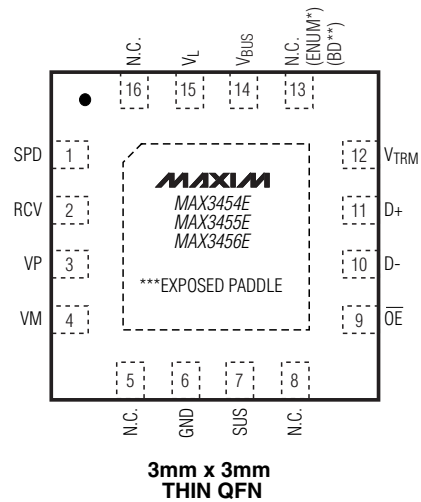 N.C.
VL
VBUS
N.C.
(ENUM*)
(BD**)
16
15
14
13
SPD 1
RCV 2
VP 3
VM 4
12 VTRM
11 D+
10 D-
9 OE
MAXIM
MAX3454E
MAX3455E
MAX3456E
***EXPOSED PADDLE
5
6
7
8
N.C.
GND
SUS
N.C.
3mm x 3mm
THIN QFN